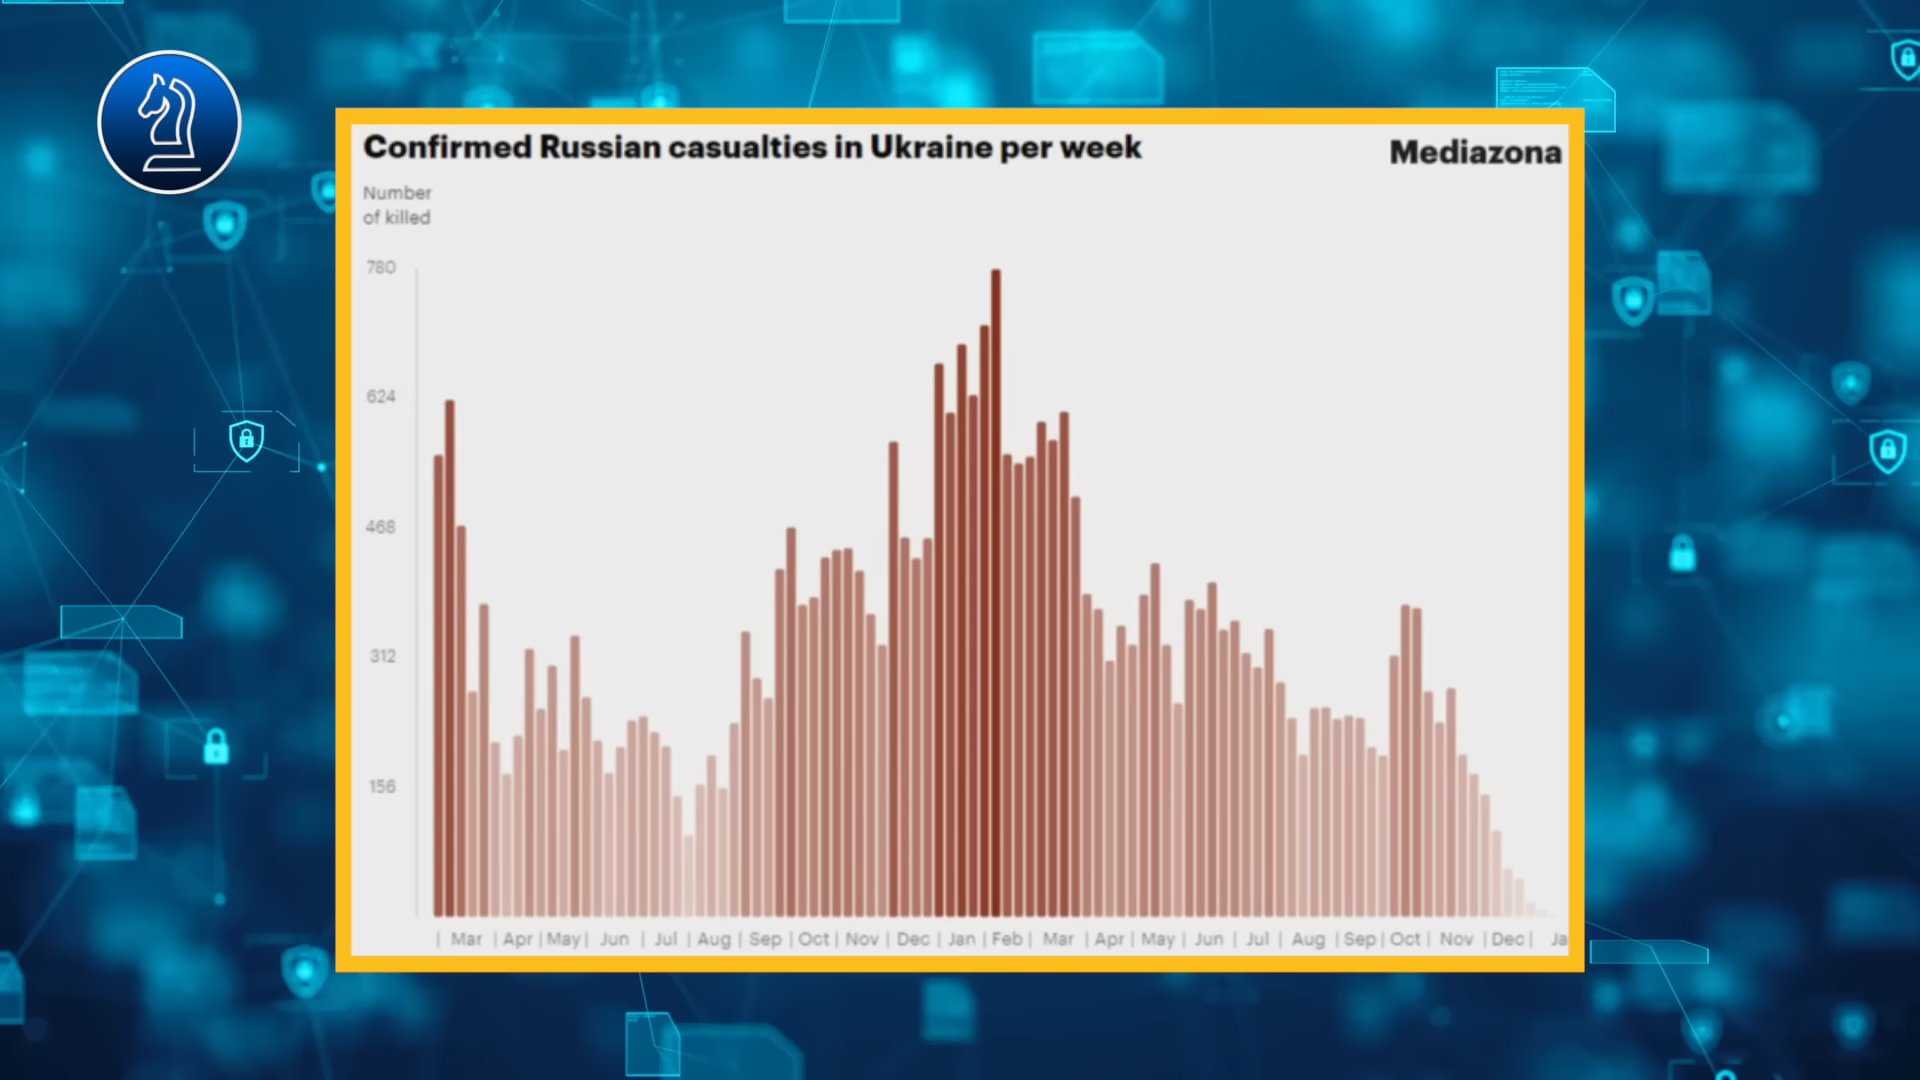 Confirmed Russian casualties in Ukraine per week
Mediazona
Number
of killed
780
624
468
312
156
| Mar | Apr | May | Jun | Jul | Aug | Sep | Oct | Nov | Dec | Jan | Feb | Mar | Apr | May | Jun | Jul | Aug | Sep | Oct | Nov | Dec | Ja